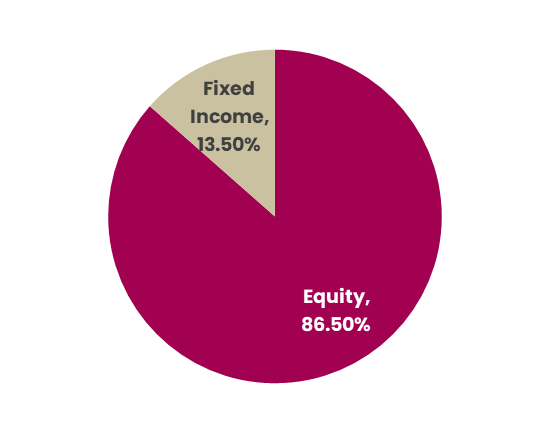 Fixed
Income,
13.50%
Equity,
86.50%